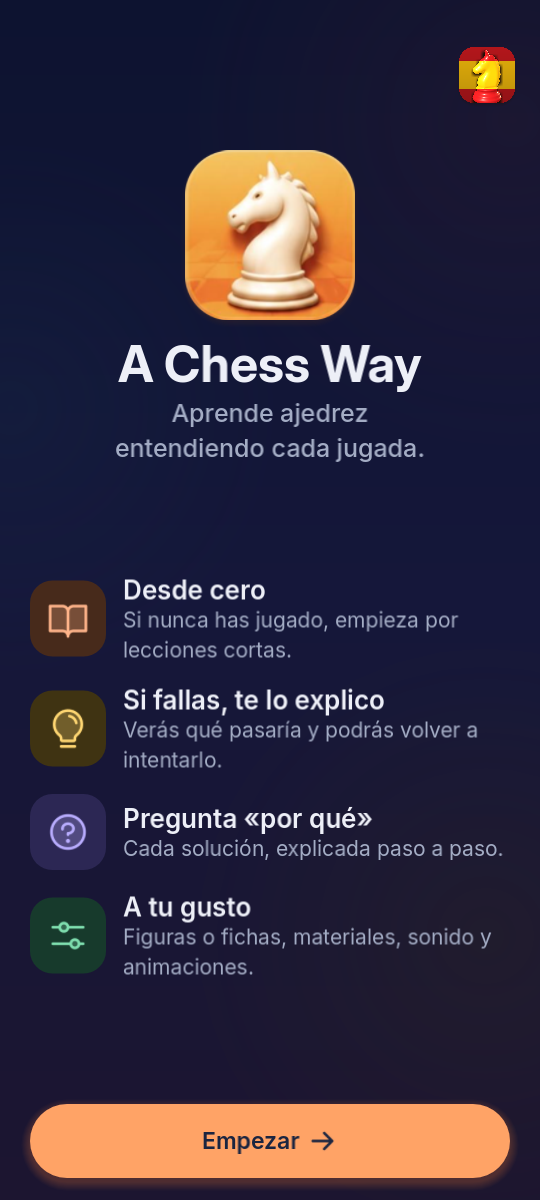 A Chess Way
Aprende ajedrez
entendiendo cada jugada.
Desde cero
Si nunca has jugado, empieza por
lecciones cortas.
Si fallas, te lo explico
Verás qué pasaría y podrás volver a
intentarlo.
Pregunta «por qué»
Cada solución, explicada paso a paso.
A tu gusto
Figuras o fichas, materiales, sonido y
animaciones.
Empezar →